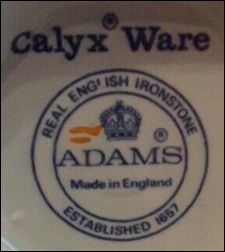 Calyx® Ware
REAL ENGLISH IRONSTONE
®
ADAMS
Made in England
ESTABLISHED 1657